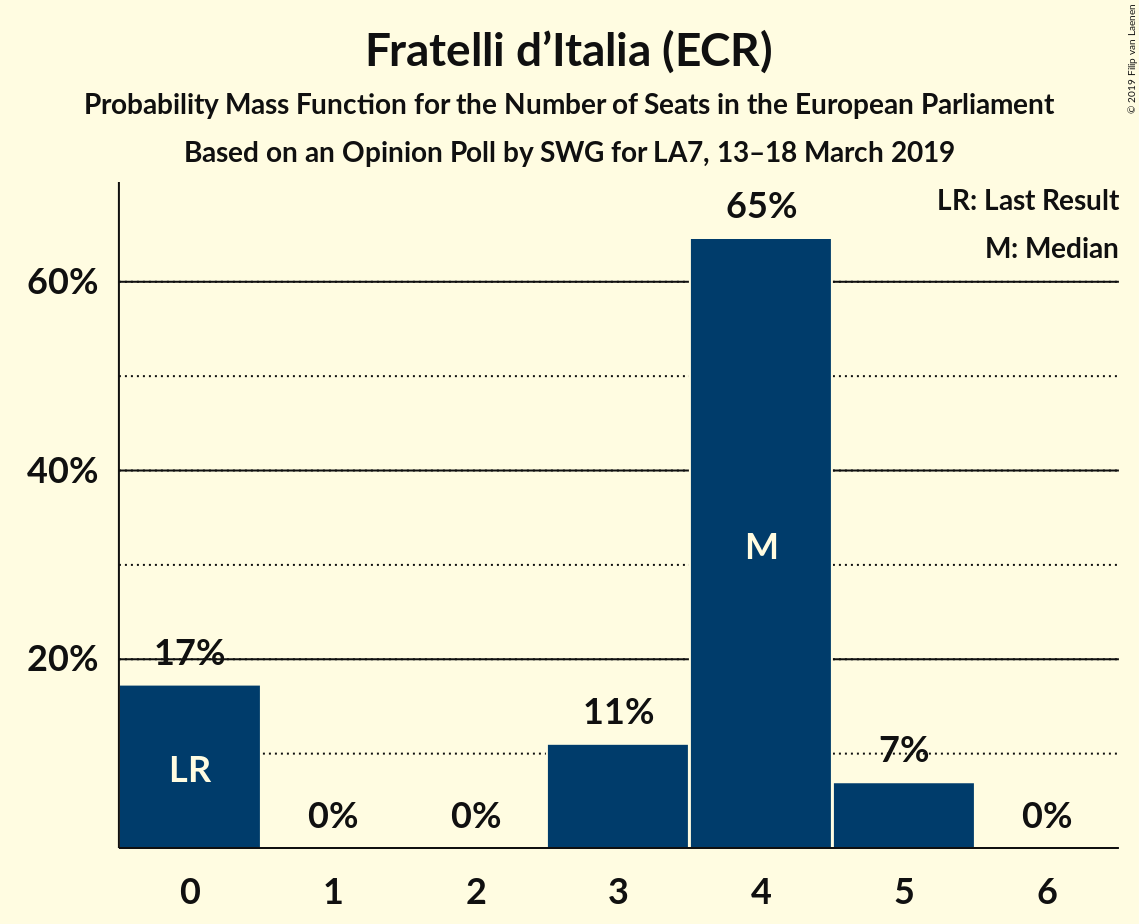 Fratelli d’Italia (ECR)
Probability Mass Function for the Number of Seats in the European Parliament
Based on an Opinion Poll by SWG for LA7, 13–18 March 2019
© 2019 Filip van Laenen
LR: Last Result
M: Median
65%
60%
40%
M
20%
17%
11%
7%
LR
0%
0%
0%
0
1
2
3
4
5
6